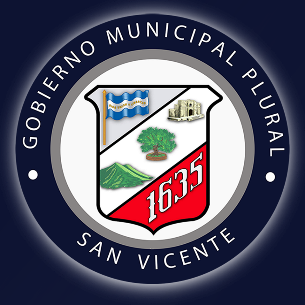 GOBIERNO MUNICIPAL PLURAL
1635
SAN VICENTE